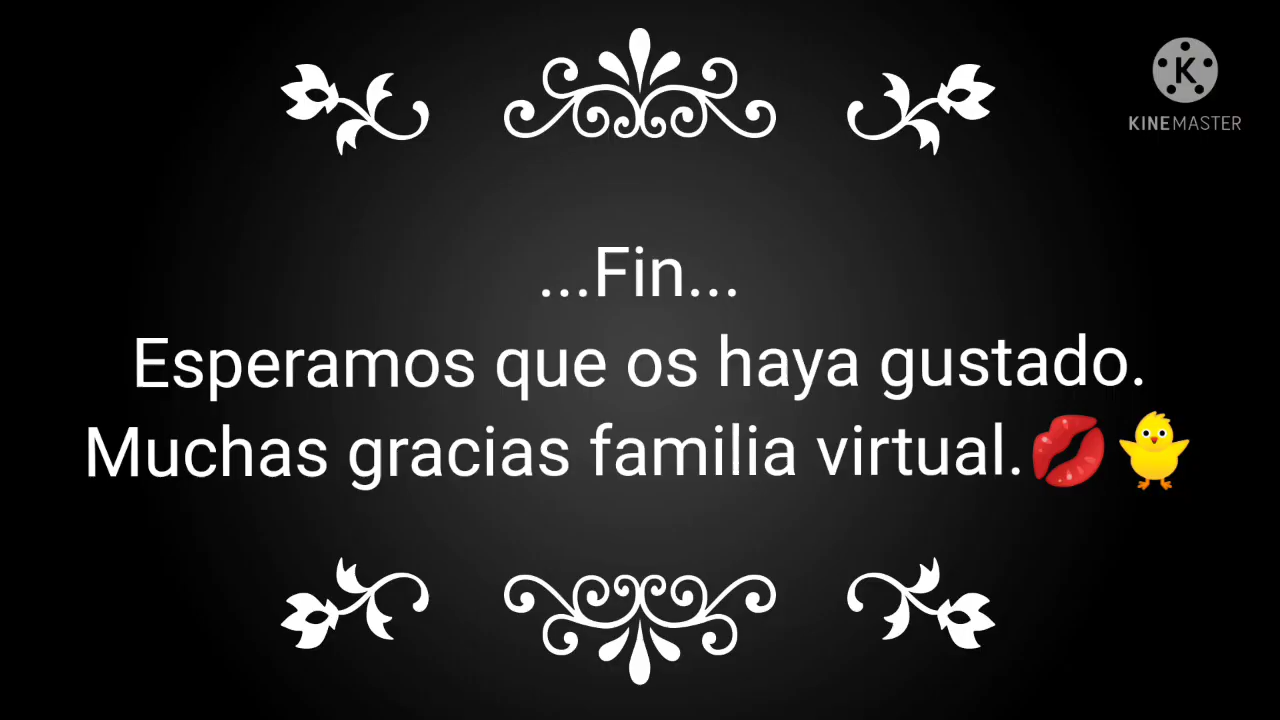 KINEMASTER
...Fin...
Esperamos que os haya gustado.
Muchas gracias familia virtual.💋🐥